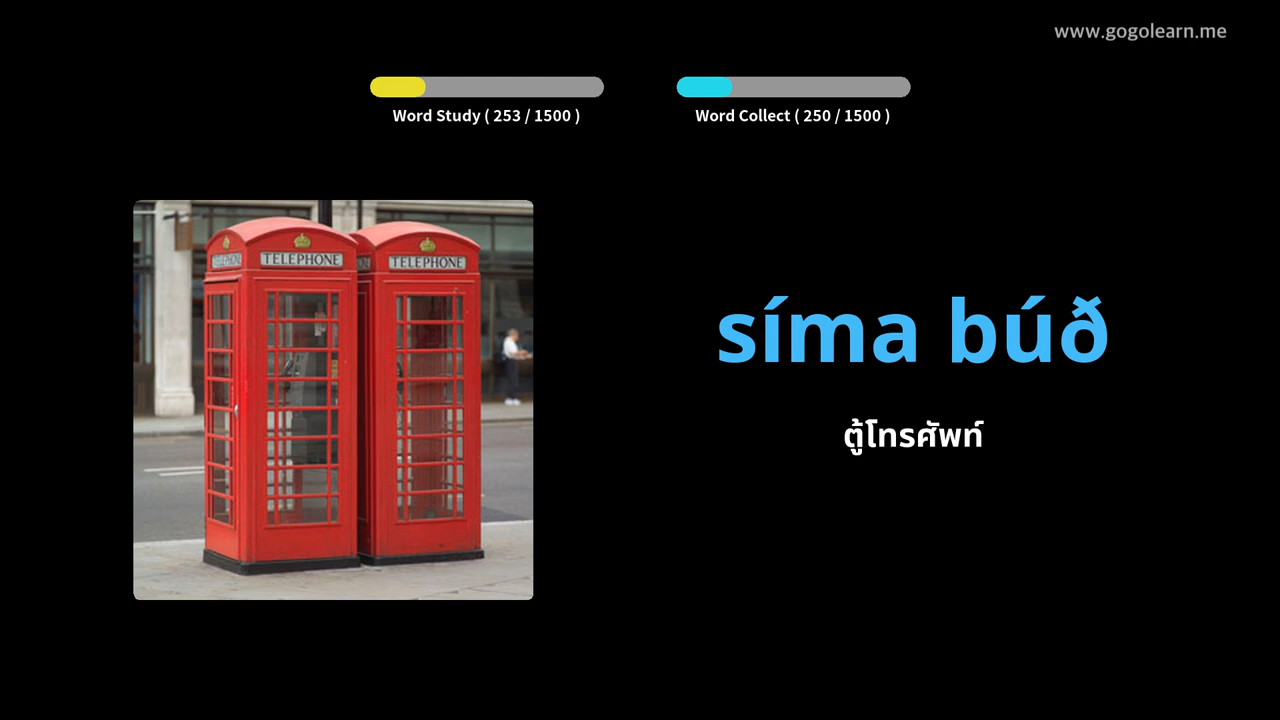 www.gogolearn.me
Word Study ( 253 / 1500 )
Word Collect ( 250 / 1500 )
TELEPHONE
TELEPHONE
síma búð
ตู้โทรศัพท์